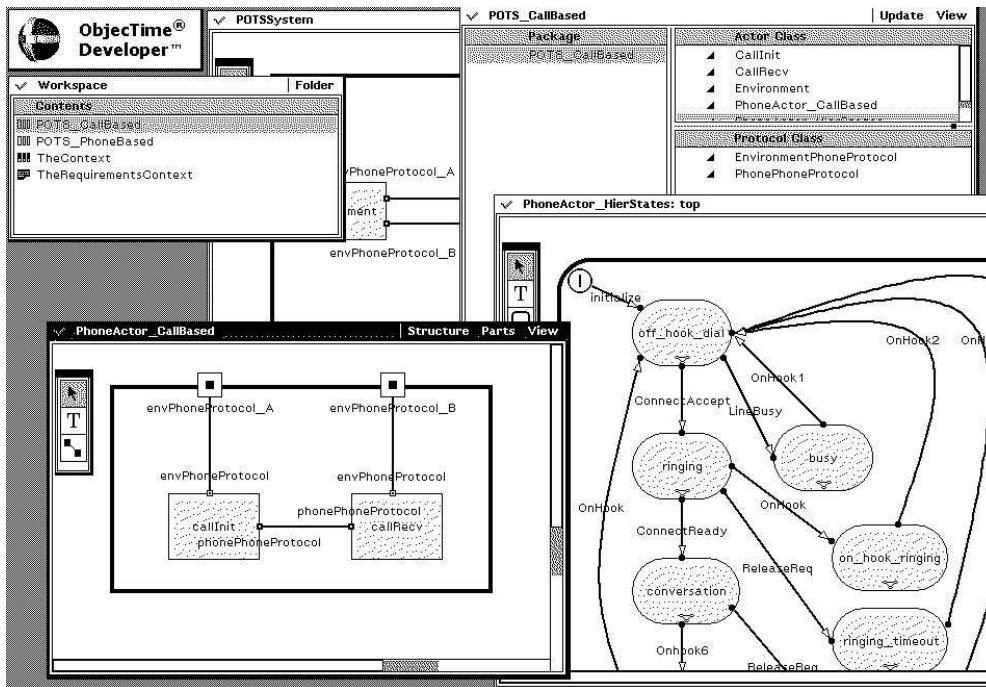 ObjecTime®
Developer™
POTSSystem
POTS_CallBased
Update View
Package
POTS_CallBased
Actor Class
CallInit
CallRecv
Environment
PhoneActor_CallBased
Protocol Class
EnvironmentPhoneProtocol
PhonePhoneProtocol
Workspace
Folder
Contents
POTS_CallBased
POTS_PhoneBased
TheContext
TheRequirementsContext
vPhoneProtocol_A
ment
envPhoneProtocol_B
PhoneActor_HierStates: top
T
I
initialize
off_hook_dial
OnHook2
OnH
OnHook1
ConnectAccept
LineBusy
ringing
busy
OnHook
OnHook
ConnectReady
on_hook_ringing
ReleaseReq
conversation
ringing_timeout
Onhook6
ReleaseReq
PhoneActor_CallBased
Structure Parts View
T
envPhoneProtocol_A
envPhoneProtocol_B
envPhoneProtocol
envPhoneProtocol
phonePhoneProtocol
callInit
callRecv
phonePhoneProtocol